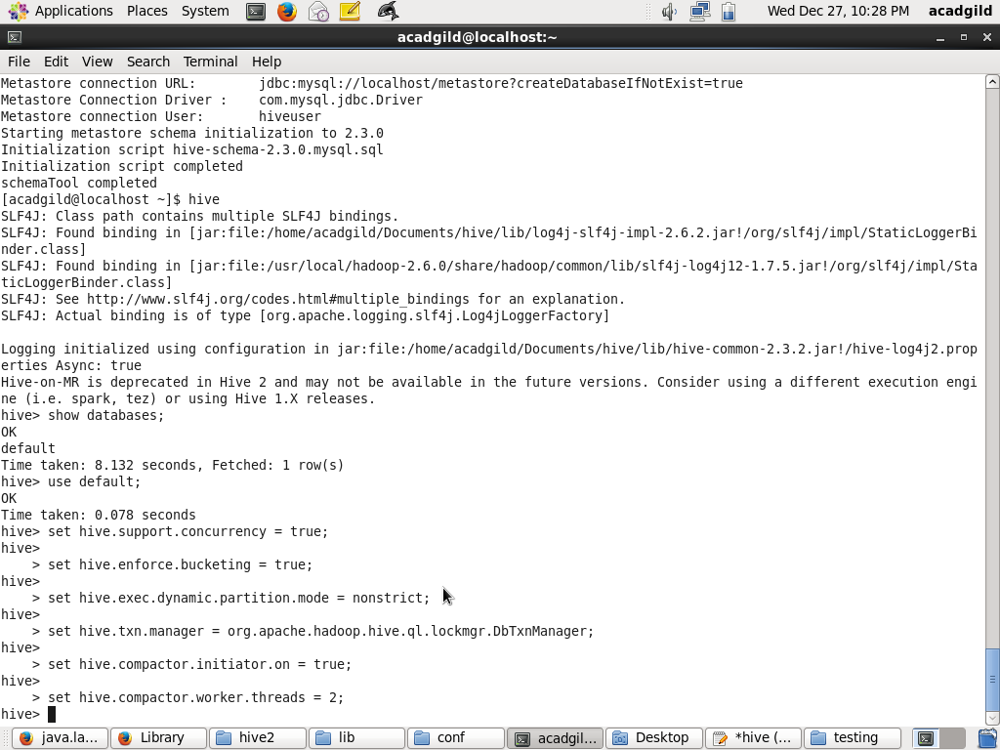 Applications Places System
Wed Dec 27, 10:28 PM acadgild
acadgild@localhost:~
File Edit View Search Terminal Help
Metastore connection URL:        jdbc:mysql://localhost/metastore?createDatabaseIfNotExist=true
Metastore Connection Driver :    com.mysql.jdbc.Driver
Metastore connection User:       hiveuser
Starting metastore schema initialization to 2.3.0
Initialization script hive-schema-2.3.0.mysql.sql
Initialization script completed
schemaTool completed
[acadgild@localhost ~]$ hive
SLF4J: Class path contains multiple SLF4J bindings.
SLF4J: Found binding in [jar:file:/home/acadgild/Documents/hive/lib/log4j-slf4j-impl-2.6.2.jar!/org/slf4j/impl/StaticLoggerBi
nder.class]
SLF4J: Found binding in [jar:file:/usr/local/hadoop-2.6.0/share/hadoop/common/lib/slf4j-log4j12-1.7.5.jar!/org/slf4j/impl/Sta
ticLoggerBinder.class]
SLF4J: See http://www.slf4j.org/codes.html#multiple_bindings for an explanation.
SLF4J: Actual binding is of type [org.apache.logging.slf4j.Log4jLoggerFactory]
Logging initialized using configuration in jar:file:/home/acadgild/Documents/hive/lib/hive-common-2.3.2.jar!/hive-log4j2.prop
erties Async: true
Hive-on-MR is deprecated in Hive 2 and may not be available in the future versions. Consider using a different execution engi
ne (i.e. spark, tez) or using Hive 1.X releases.
hive> show databases;
OK
default
Time taken: 8.132 seconds, Fetched: 1 row(s)
hive> use default;
OK
Time taken: 0.078 seconds
hive> set hive.support.concurrency = true;
hive>
    > set hive.enforce.bucketing = true;
hive>
    > set hive.exec.dynamic.partition.mode = nonstrict;
hive>
    > set hive.txn.manager = org.apache.hadoop.hive.ql.lockmgr.DbTxnManager;
hive>
    > set hive.compactor.initiator.on = true;
hive>
    > set hive.compactor.worker.threads = 2;
hive>
java.la... Library hive2 lib conf acadgil... Desktop *hive (... testing